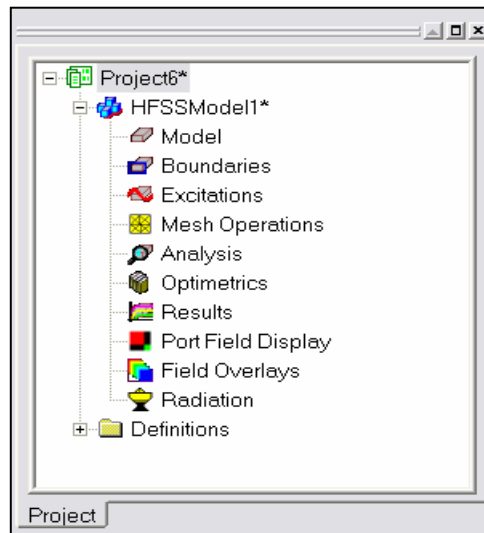 Project6*
HFSSModel1*
Model
Boundaries
Excitations
Mesh Operations
Analysis
Optimetrics
Results
Port Field Display
Field Overlays
Radiation
Definitions
Project